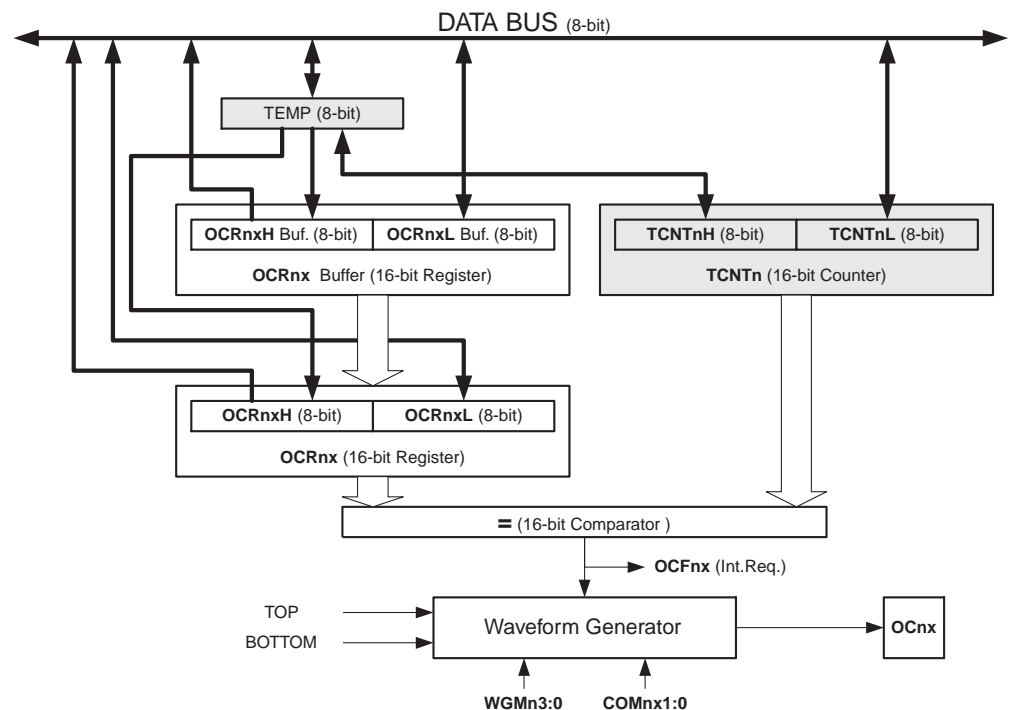 DATA BUS (8-bit)
TEMP (8-bit)
OCRnxH Buf. (8-bit) OCRnxL Buf. (8-bit)
OCRnx Buffer (16-bit Register)
TCNTnH (8-bit) TCNTnL (8-bit)
TCNTn (16-bit Counter)
OCRnxH (8-bit) OCRnxL (8-bit)
OCRnx (16-bit Register)
= (16-bit Comparator )
OCFnx (Int.Req.)
TOP
BOTTOM
Waveform Generator
OCnx
WGMn3:0 COMnx1:0